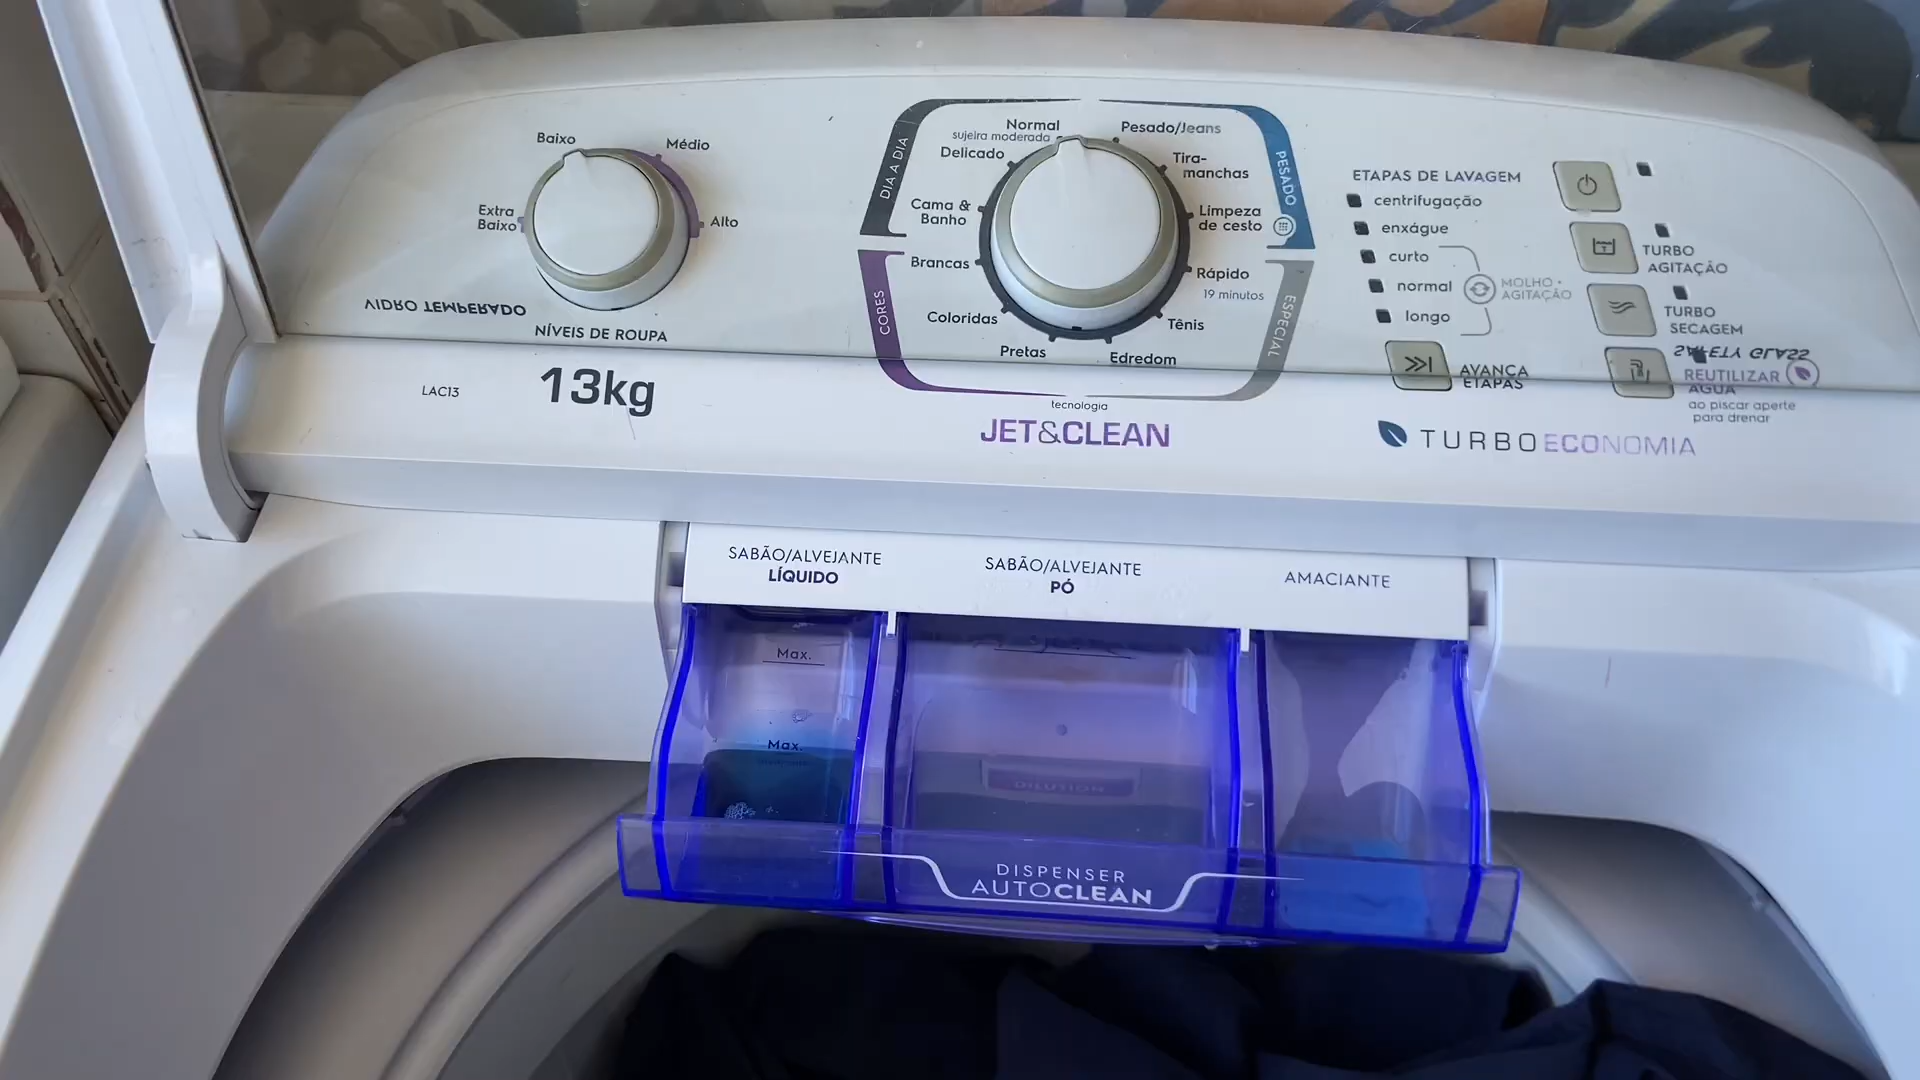 Baixo
Médio
Extra
Baixo
Alto
VIDRO TEMPERADO
NÍVEIS DE ROUPA
LAC13
13kg
DIA A DIA
Normal
sujeira moderada
Delicado
Cama &
Banho
Brancas
CORES
Coloridas
Pretas
Pesado/Jeans
Tira-
manchas
PESADO
Limpeza
de cesto
Rápido
19 minutos
ESPECIAL
Tênis
Edredom
tecnologia
JET&CLEAN
ETAPAS DE LAVAGEM
centrifugação
enxágue
curto
normal
longo
MOLHO •
AGITAÇÃO
AVANÇA
ETAPAS
TURBO
AGITAÇÃO
TURBO
SECAGEM
SAFETY GLASS
REUTILIZAR
ÁGUA
ao piscar aperte
para drenar
TURBOECONOMIA
SABÃO/ALVEJANTE
LÍQUIDO
SABÃO/ALVEJANTE
PÓ
AMACIANTE
Max.
Max.
DILUSION
DISPENSER
AUTOCLEAN